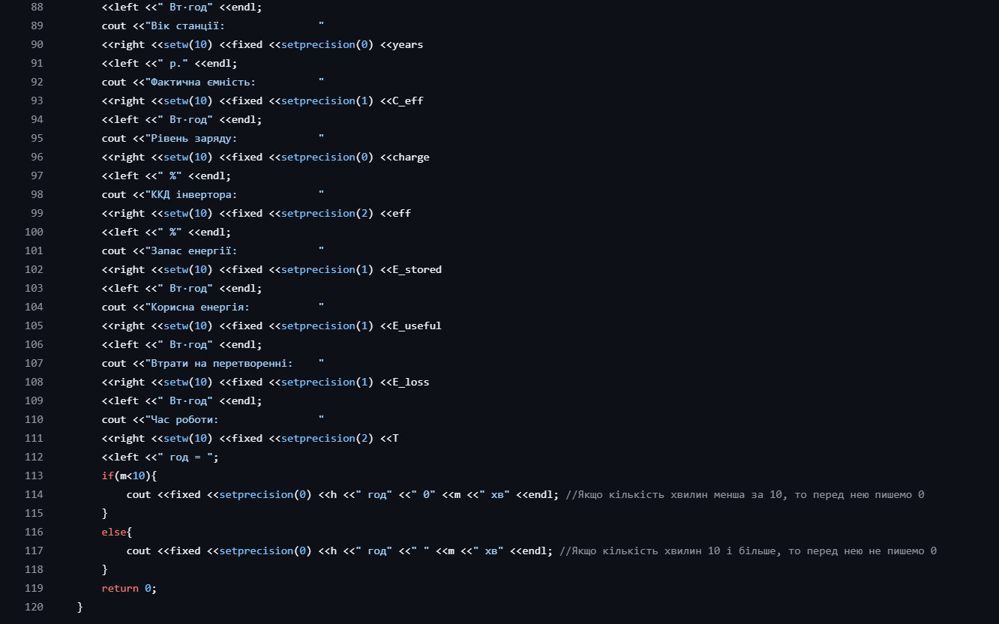 88 <<left <<" Вт·год" <<endl;
89 cout <<"Вік станції:               "
90 <<right <<setw(10) <<fixed <<setprecision(0) <<years
91 <<left <<" р." <<endl;
92 cout <<"Фактична ємність:          "
93 <<right <<setw(10) <<fixed <<setprecision(1) <<C_eff
94 <<left <<" Вт·год" <<endl;
95 cout <<"Рівень заряду:             "
96 <<right <<setw(10) <<fixed <<setprecision(0) <<charge
97 <<left <<" %" <<endl;
98 cout <<"ККД інвертора:             "
99 <<right <<setw(10) <<fixed <<setprecision(2) <<eff
100 <<left <<" %" <<endl;
101 cout <<"Запас енергії:             "
102 <<right <<setw(10) <<fixed <<setprecision(1) <<E_stored
103 <<left <<" Вт·год" <<endl;
104 cout <<"Корисна енергія:           "
105 <<right <<setw(10) <<fixed <<setprecision(1) <<E_useful
106 <<left <<" Вт·год" <<endl;
107 cout <<"Втрати на перетворенні:    "
108 <<right <<setw(10) <<fixed <<setprecision(1) <<E_loss
109 <<left <<" Вт·год" <<endl;
110 cout <<"Час роботи:                "
111 <<right <<setw(10) <<fixed <<setprecision(2) <<T
112 <<left <<" год = ";
113 if(m<10){
114 cout <<fixed <<setprecision(0) <<h <<" год" <<" 0" <<m <<" хв" <<endl; //Якщо кількість хвилин менша за 10, то перед нею пишемо 0
115 }
116 else{
117 cout <<fixed <<setprecision(0) <<h <<" год" <<" " <<m <<" хв" <<endl; //Якщо кількість хвилин 10 і більше, то перед нею не пишемо 0
118 }
119 return 0;
120 }